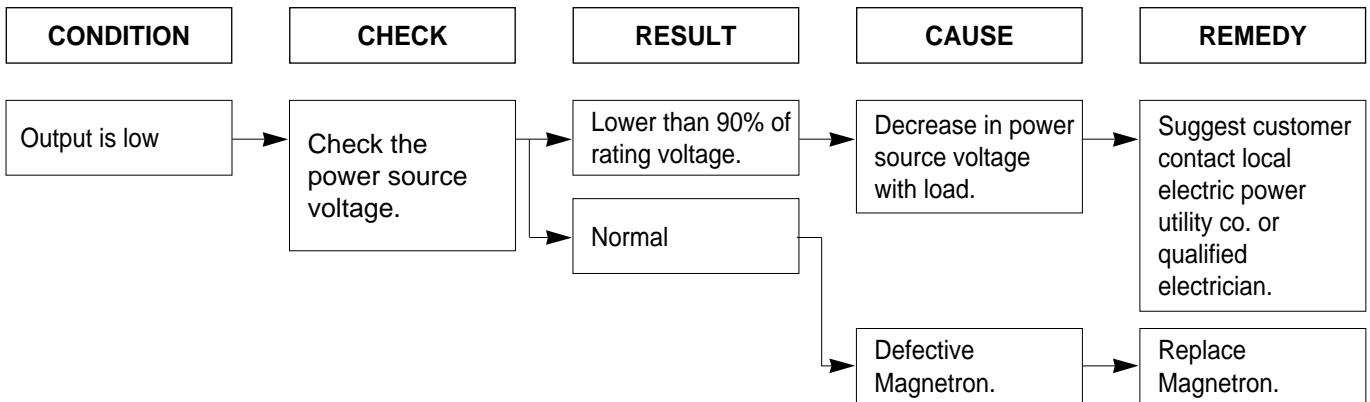 CONDITION
CHECK
RESULT
CAUSE
REMEDY
Output is low
Check the
power source
voltage.
Lower than 90% of
rating voltage.
Decrease in power
source voltage
with load.
Suggest customer
contact local
electric power
utility co. or
qualified
electrician.
Normal
Defective
Magnetron.
Replace
Magnetron.